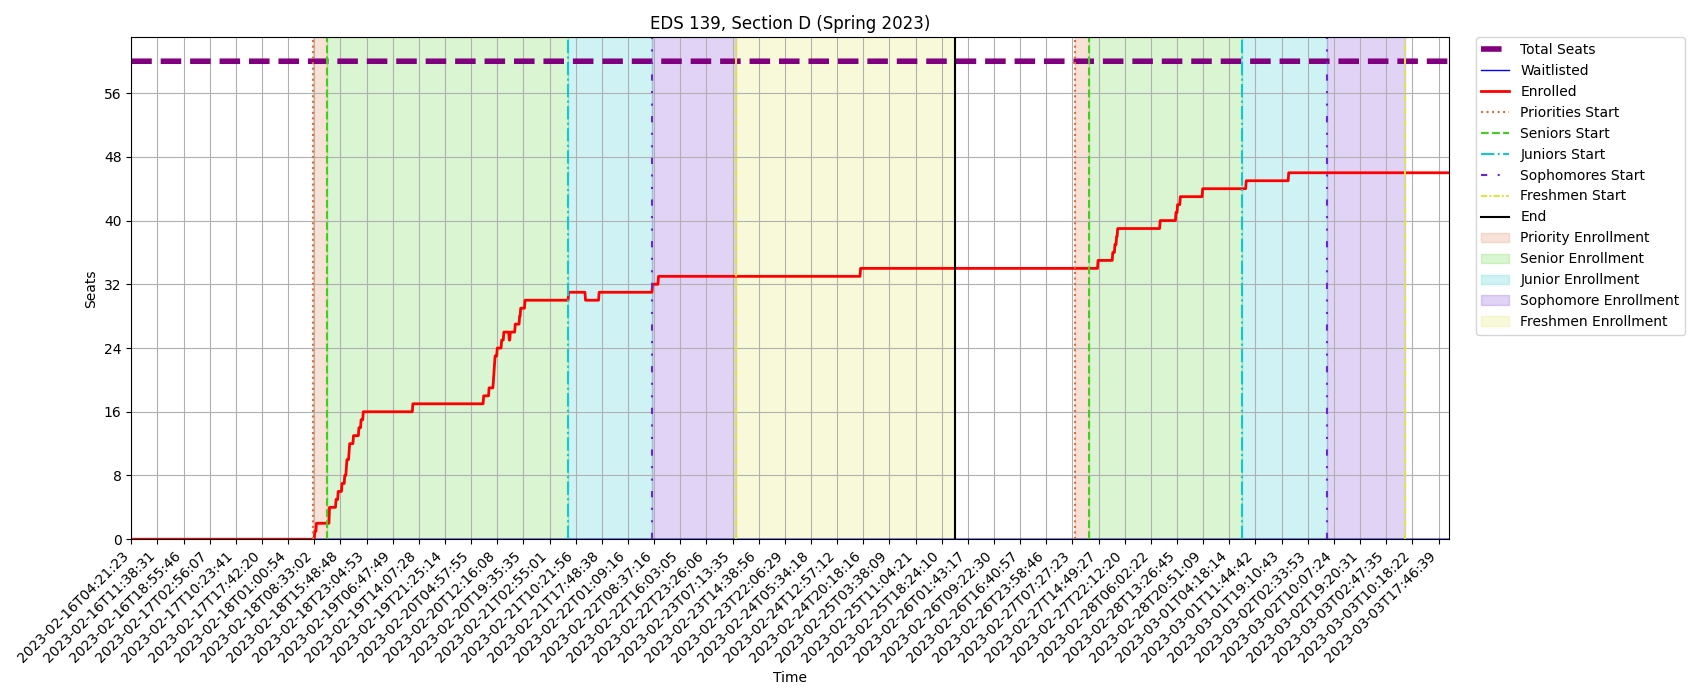 EDS 139, Section D (Spring 2023)
Seats
56
48
40
32
24
16
8
0
2023-02-16T04:21:23
2023-02-16T11:38:31
2023-02-16T18:55:46
2023-02-17T02:56:07
2023-02-17T10:23:41
2023-02-17T17:42:20
2023-02-18T01:00:54
2023-02-18T08:33:02
2023-02-18T15:48:48
2023-02-18T23:04:53
2023-02-19T06:47:49
2023-02-19T14:07:28
2023-02-19T21:25:14
2023-02-20T04:57:55
2023-02-20T12:16:08
2023-02-20T19:35:35
2023-02-21T02:55:01
2023-02-21T10:21:56
2023-02-21T17:48:38
2023-02-22T01:09:16
2023-02-22T08:37:16
2023-02-22T16:03:05
2023-02-22T23:26:06
2023-02-23T07:13:35
2023-02-23T14:38:56
2023-02-23T22:06:29
2023-02-24T05:34:18
2023-02-24T12:57:12
2023-02-24T20:18:16
2023-02-25T03:38:09
2023-02-25T11:04:21
2023-02-25T18:24:10
2023-02-26T01:43:17
2023-02-26T09:22:30
2023-02-26T16:40:57
2023-02-26T23:58:46
2023-02-27T07:27:23
2023-02-27T14:49:27
2023-02-27T22:12:20
2023-02-28T06:02:22
2023-02-28T13:26:45
2023-02-28T20:51:09
2023-03-01T04:18:14
2023-03-01T11:44:42
2023-03-01T19:10:43
2023-03-02T02:33:53
2023-03-02T10:07:24
2023-03-02T19:20:31
2023-03-03T02:47:35
2023-03-03T10:18:22
2023-03-03T17:46:39
Time
Total Seats
Waitlisted
Enrolled
Priorities Start
Seniors Start
Juniors Start
Sophomores Start
Freshmen Start
End
Priority Enrollment
Senior Enrollment
Junior Enrollment
Sophomore Enrollment
Freshmen Enrollment